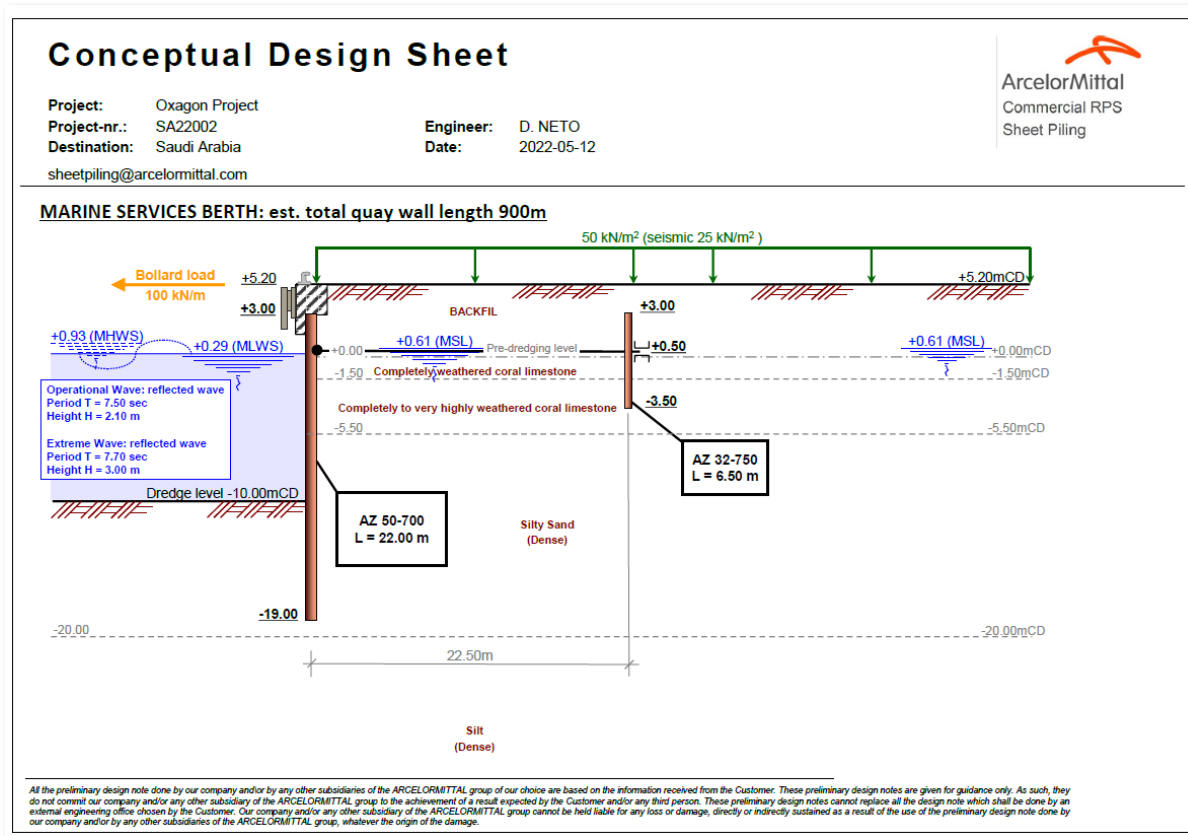 Conceptual Design Sheet
ArcelorMittal
Commercial RPS
Sheet Piling
Project: Oxagon Project
Project-nr.: SA22002 Engineer: D. NETO
Destination: Saudi Arabia Date: 2022-05-12
sheetpiling@arcelormittal.com
MARINE SERVICES BERTH: est. total quay wall length 900m
50 kN/m² (seismic 25 kN/m² )
Bollard load
100 kN/m
+5.20
+5.20mCD
+3.00
BACKFIL
+3.00
+0.93 (MHWS)
+0.29 (MLWS)
+0.00
+0.61 (MSL)
Pre-dredging level
+0.50
+0.61 (MSL)
+0.00mCD
-1.50
Completely weathered coral limestone
-1.50mCD
Operational Wave: reflected wave
Period T = 7.50 sec
Height H = 2.10 m
Extreme Wave: reflected wave
Period T = 7.70 sec
Height H = 3.00 m
Completely to very highly weathered coral limestone
-3.50
-5.50
-5.50mCD
AZ 32-750
L = 6.50 m
Dredge level -10.00mCD
AZ 50-700
L = 22.00 m
Silty Sand
(Dense)
-19.00
-20.00
-20.00mCD
22.50m
Silt
(Dense)
All the preliminary design note done by our company and/or by any other subsidiaries of the ARCELORMITTAL group of our choice are based on the information received from the Customer. These preliminary design notes are given for guidance only. As such, they
do not commit our company and/or any other subsidiary of the ARCELORMITTAL group to the achievement of a result expected by the Customer and/or any third person. These preliminary design notes cannot replace all the design note which shall be done by an
external engineering office chosen by the Customer. Our company and/or any other subsidiary of the ARCELORMITTAL group cannot be held liable for any loss or damage, directly or indirectly sustained as a result of the use of the preliminary design note done by
our company and/or by any other subsidiaries of the ARCELORMITTAL group, whatever the origin of the damage.